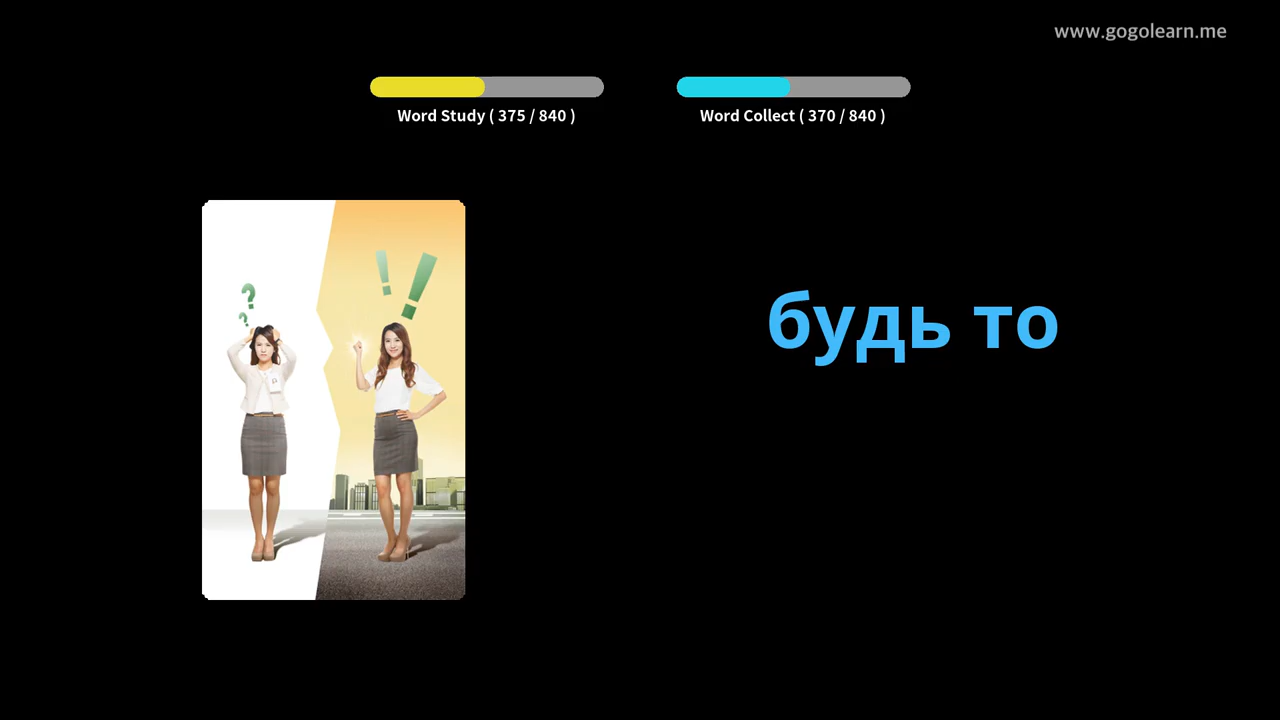 www.gogolearn.me
Word Study ( 375 / 840 )
Word Collect ( 370 / 840 )
? ?
! !
будь то